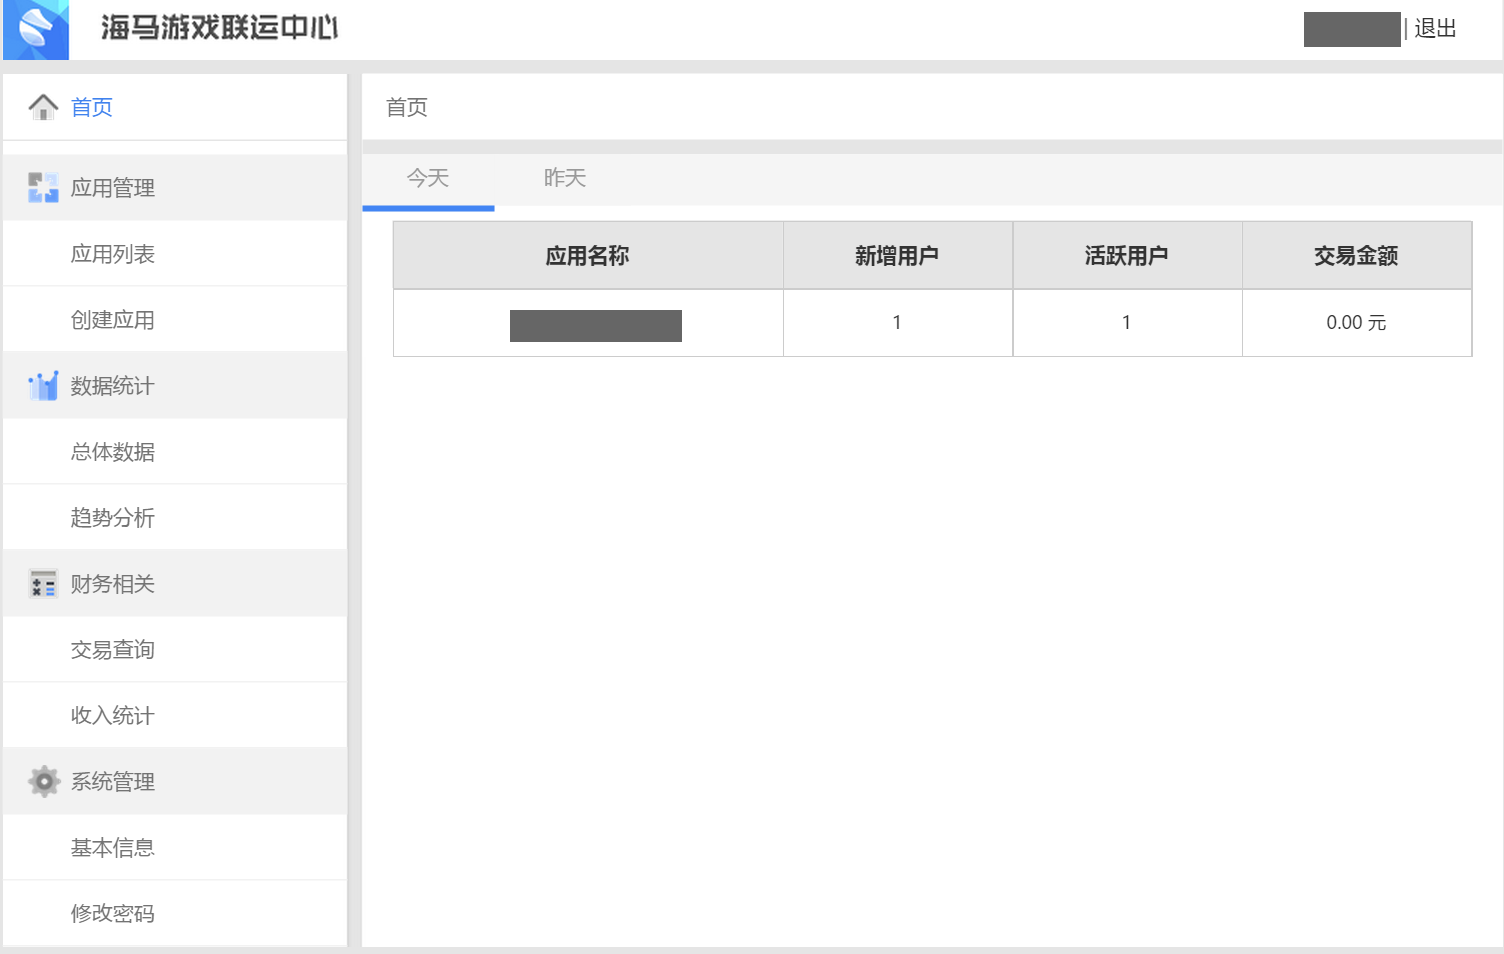 海马游戏联运中心
| 退出
首页
应用管理
应用列表
创建应用
数据统计
总体数据
趋势分析
财务相关
交易查询
收入统计
系统管理
基本信息
修改密码
首页
今天 昨天
应用名称 新增用户 活跃用户 交易金额
1 1 0.00 元